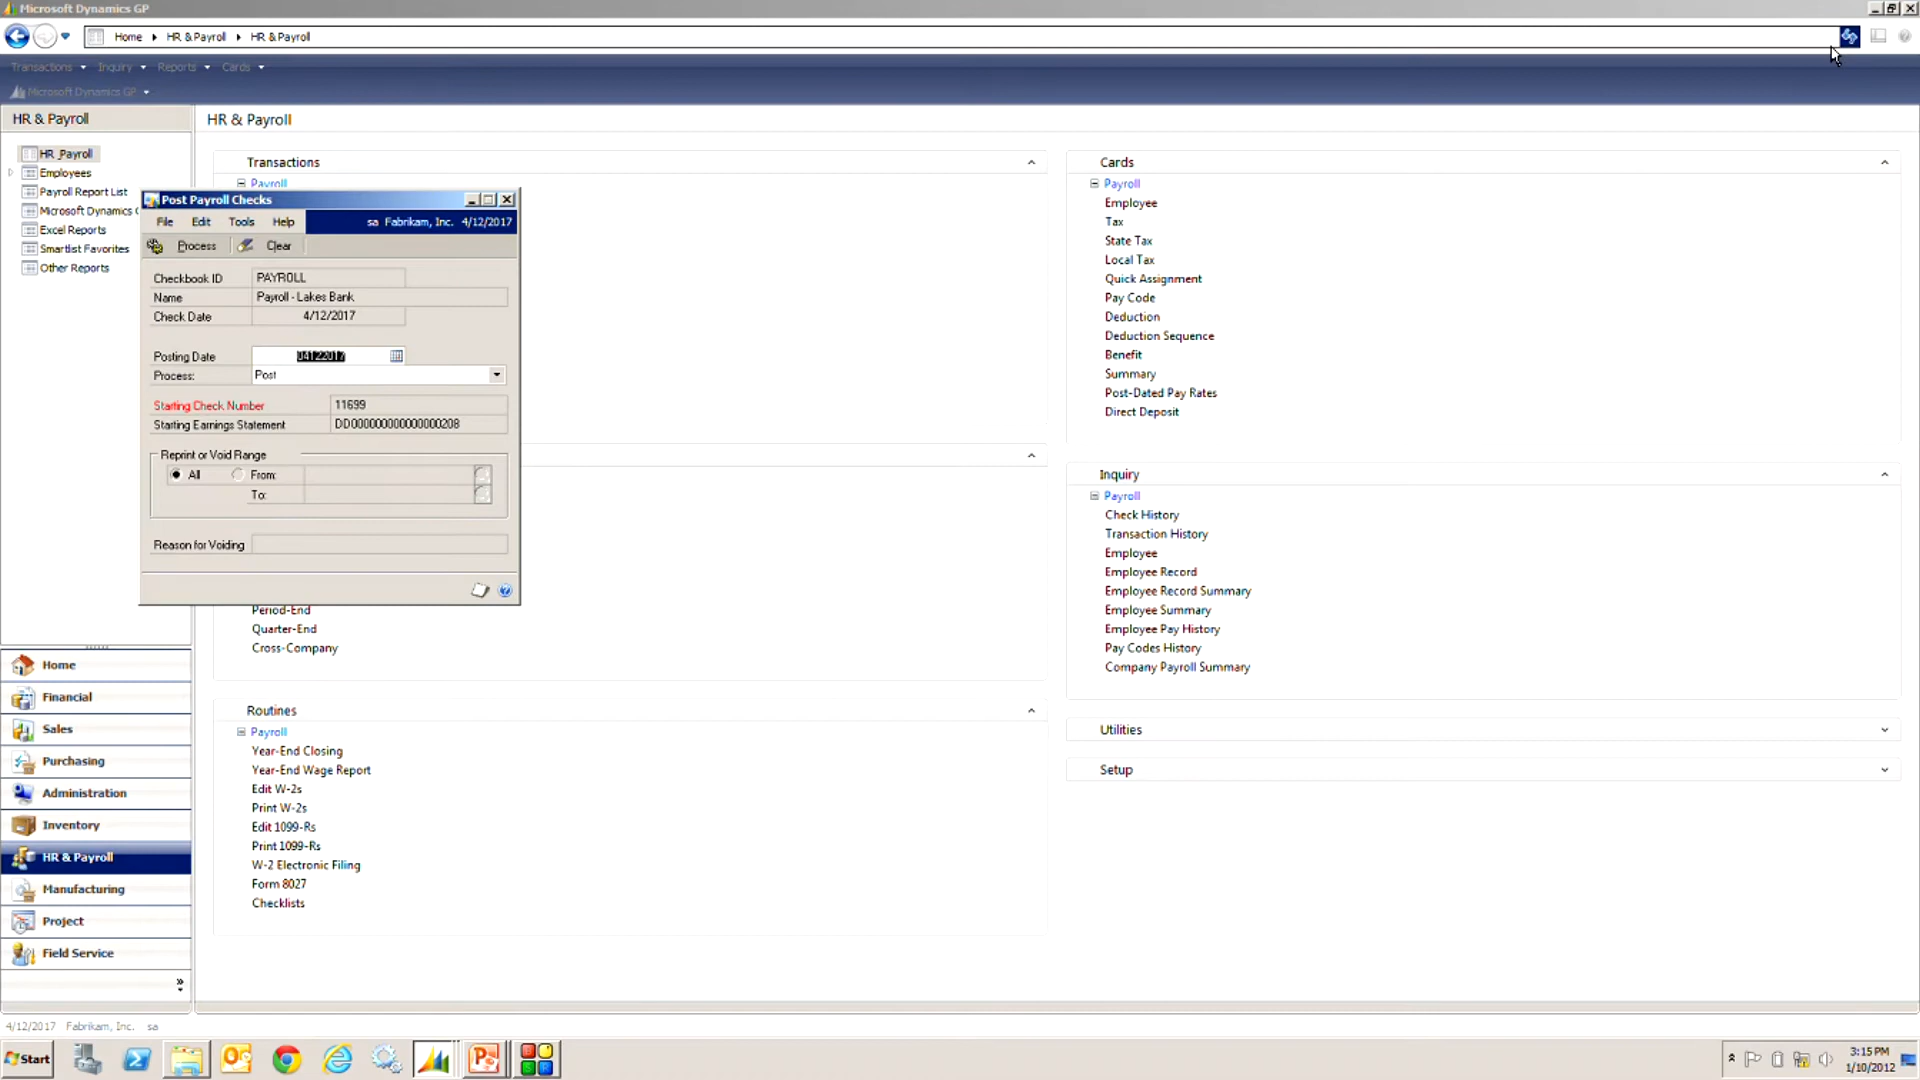 Microsoft Dynamics GP
Home HR & Payroll HR & Payroll
Transactions Inquiry Reports Cards
Microsoft Dynamics GP
HR & Payroll
HR_Payroll
Employees
Payroll Report List
Microsoft Dynamics
Excel Reports
Smartlist Favorites
Other Reports
Home
Financial
Sales
Purchasing
Administration
Inventory
HR & Payroll
Manufacturing
Project
Field Service
HR & Payroll
Transactions
Payroll
Post Payroll Checks
File Edit Tools Help sa Fabrikam, Inc. 4/12/2017
Process Clear
Checkbook ID PAYROLL
Name Payroll - Lakes Bank
Check Date 4/12/2017
Posting Date 04122017
Process: Post
Starting Check Number 11699
Starting Earnings Statement DD000000000000000208
Reprint or Void Range
All From:
To:
Reason for Voiding
Period-End
Quarter-End
Cross-Company
Routines
Payroll
Year-End Closing
Year-End Wage Report
Edit W-2s
Print W-2s
Edit 1099-Rs
Print 1099-Rs
W-2 Electronic Filing
Form 8027
Checklists
Cards
Payroll
Employee
Tax
State Tax
Local Tax
Quick Assignment
Pay Code
Deduction
Deduction Sequence
Benefit
Summary
Post-Dated Pay Rates
Direct Deposit
Inquiry
Payroll
Check History
Transaction History
Employee
Employee Record
Employee Record Summary
Employee Summary
Employee Pay History
Pay Codes History
Company Payroll Summary
Utilities
Setup
4/12/2017 Fabrikam, Inc. sa
Start
3:15 PM
1/10/2012